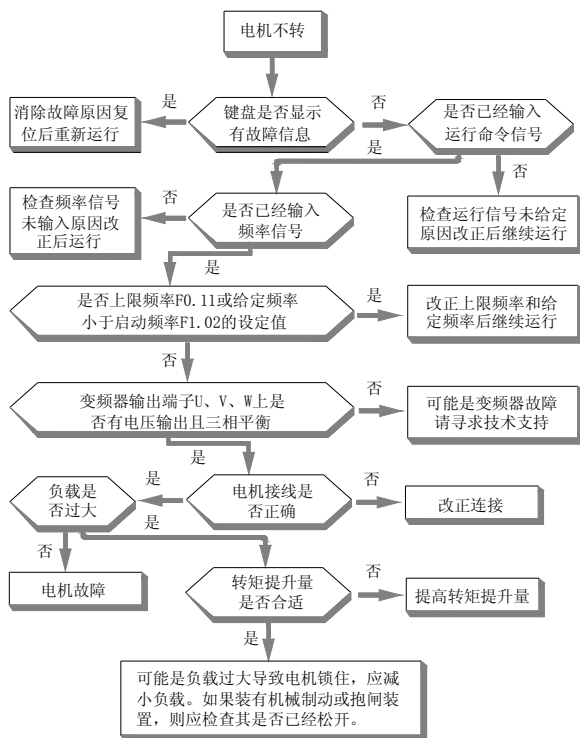 电机不转
消除故障原因复
位后重新运行
是
键盘是否显示
有故障信息
否
是否已经输入
运行命令信号
是
否
检查频率信号
未输入原因改
正后运行
否
是否已经输入
频率信号
检查运行信号未给定
原因改正后继续运行
是
是否上限频率F0.11或给定频率
小于启动频率F1.02的设定值
是
改正上限频率和给
定频率后继续运行
否
变频器输出端子U、V、W上是
否有电压输出且三相平衡
否
可能是变频器故障
请寻求技术支持
是
负载是
否过大
是
电机接线是
否正确
否
改正连接
是
否
电机故障
转矩提升量
是否合适
否
提高转矩提升量
是
可能是负载过大导致电机锁住，应减
小负载。如果装有机械制动或抱闸装
置，则应检查其是否已经松开。